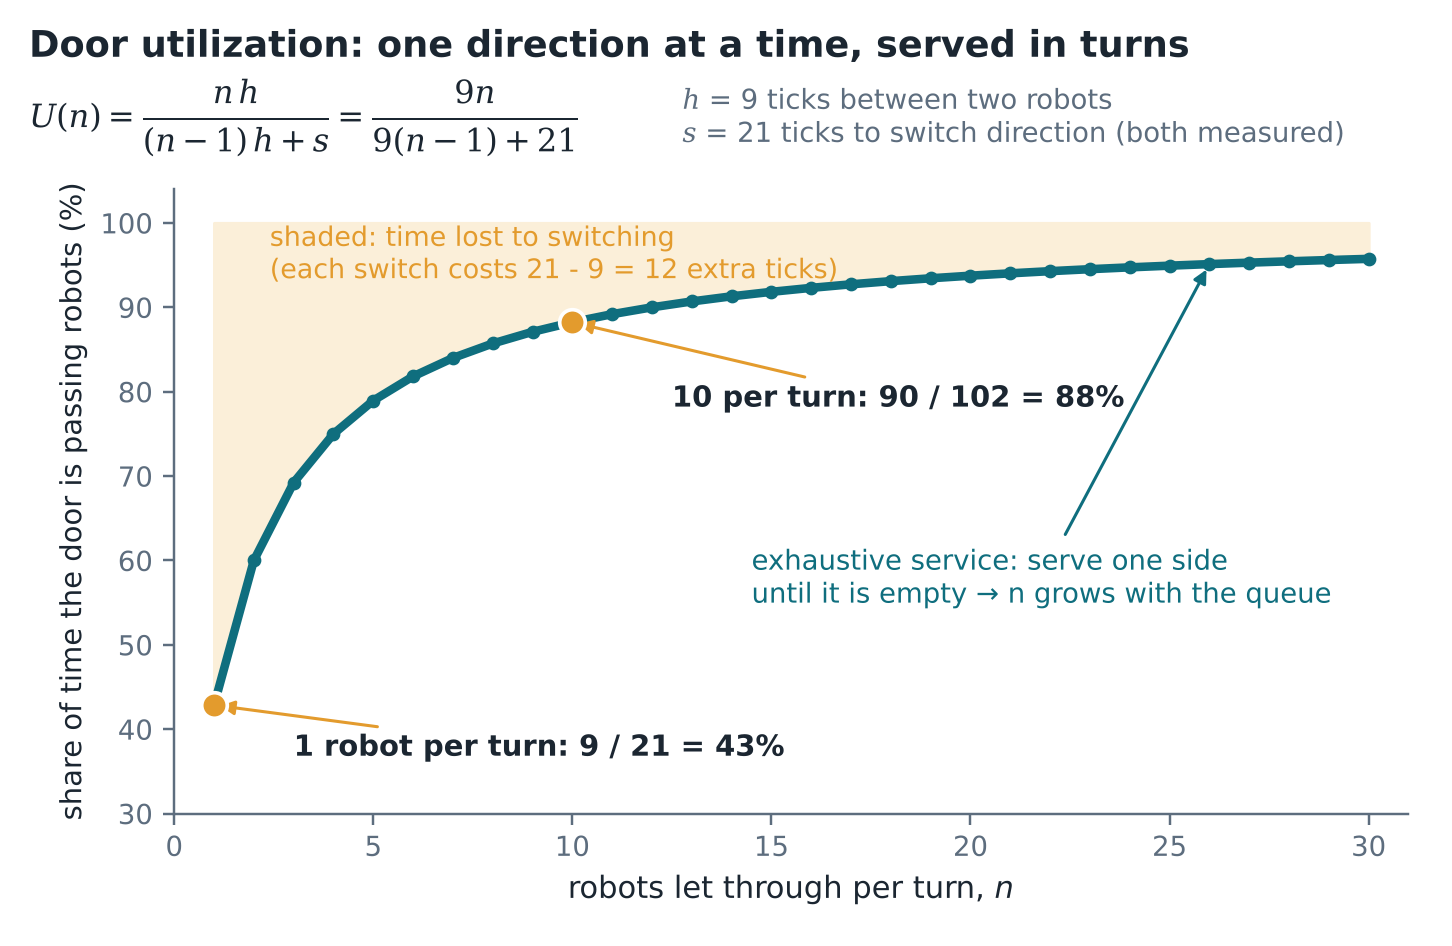 Door utilization: one direction at a time, served in turns
U(n) = n h / ((n − 1) h + s) = 9n / (9(n − 1) + 21)
h = 9 ticks between two robots
s = 21 ticks to switch direction (both measured)
share of time the door is passing robots (%)
100
90
80
70
60
50
40
30
shaded: time lost to switching
(each switch costs 21 - 9 = 12 extra ticks)
10 per turn: 90 / 102 = 88%
exhaustive service: serve one side
until it is empty → n grows with the queue
1 robot per turn: 9 / 21 = 43%
0 5 10 15 20 25 30
robots let through per turn, n